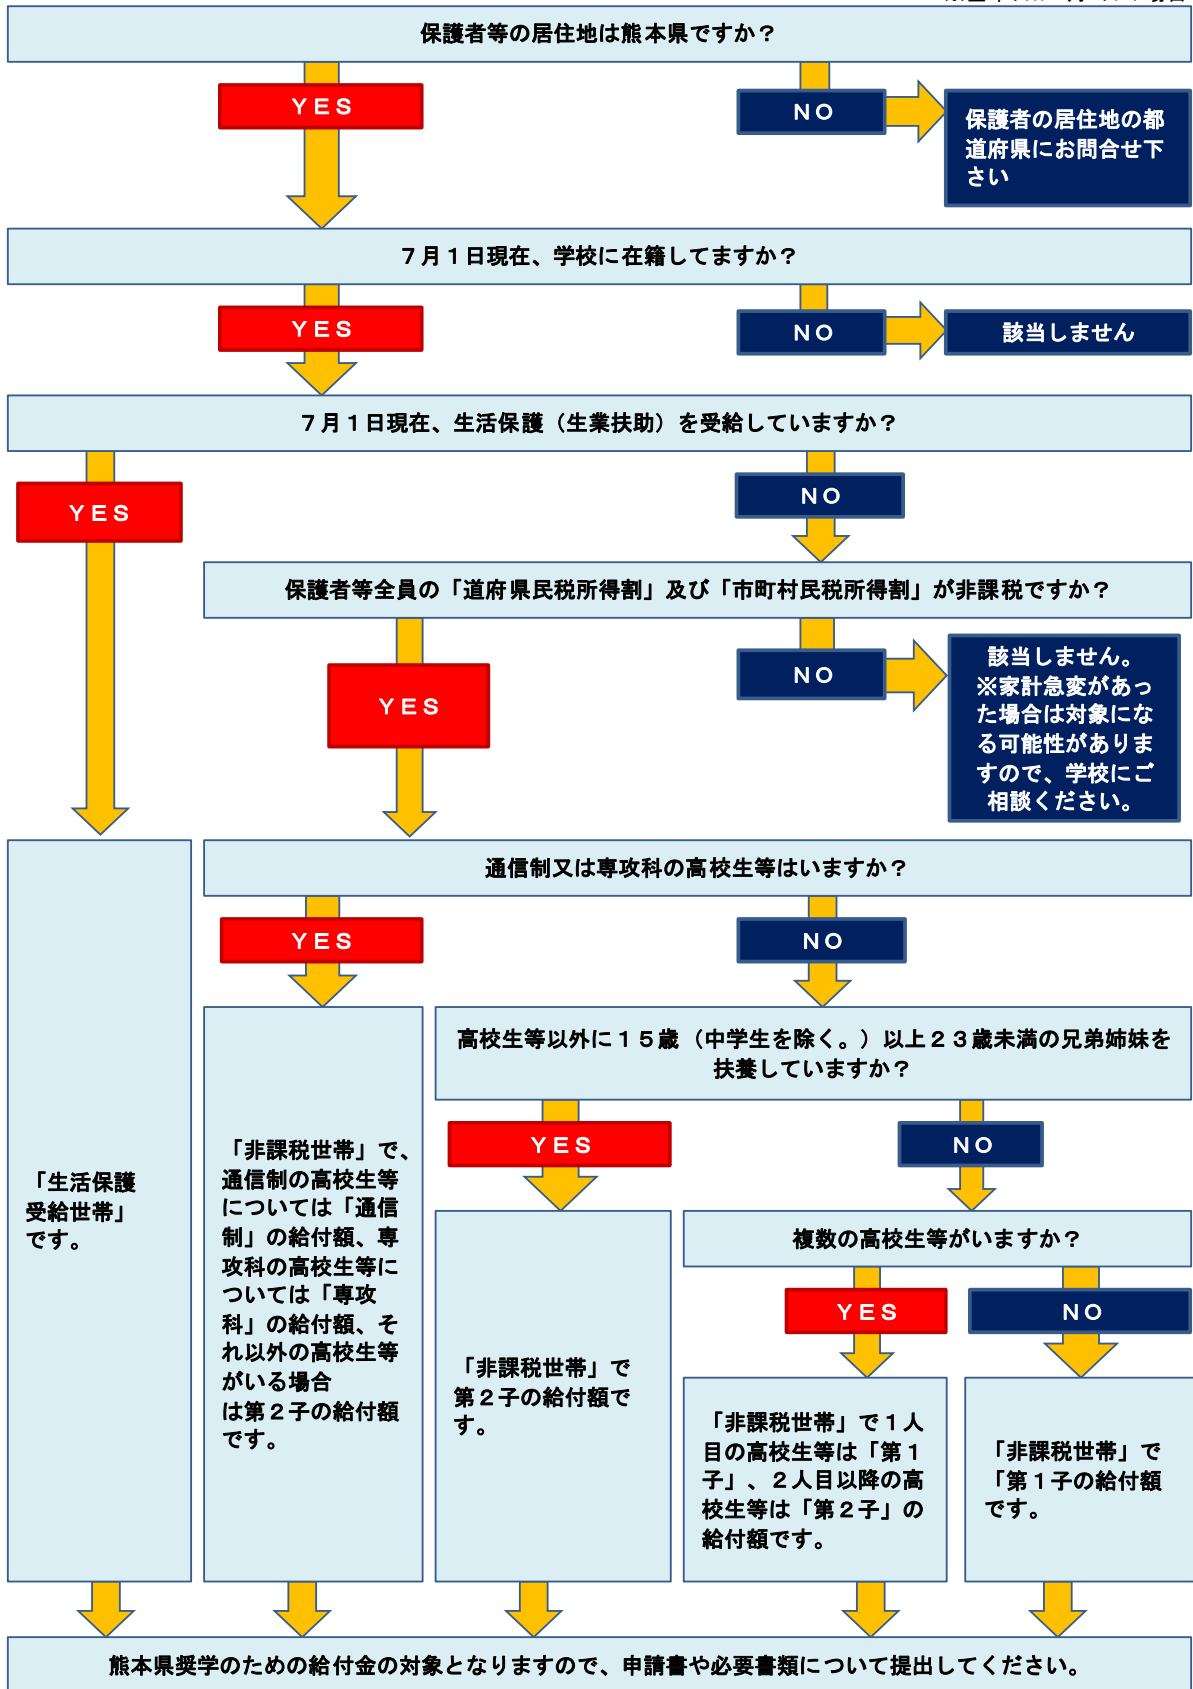 保護者等の居住地は熊本県ですか？
ＹＥＳ
ＮＯ
保護者の居住地の都
道府県にお問合せ下
さい
７月１日現在、学校に在籍してますか？
ＹＥＳ
ＮＯ
該当しません
７月１日現在、生活保護（生業扶助）を受給していますか？
ＹＥＳ
ＮＯ
保護者等全員の「道府県民税所得割」及び「市町村民税所得割」が非課税ですか？
ＹＥＳ
ＮＯ
該当しません。
※家計急変があっ
た場合は対象にな
る可能性がありま
すので、学校にご
相談ください。
通信制又は専攻科の高校生等はいますか？
ＹＥＳ
ＮＯ
高校生等以外に１５歳（中学生を除く。）以上２３歳未満の兄弟姉妹を
扶養していますか？
ＹＥＳ
ＮＯ
複数の高校生等がいますか？
ＹＥＳ
ＮＯ
「生活保護
受給世帯」
です。
「非課税世帯」で、
通信制の高校生等
については「通信
制」の給付額、専
攻科の高校生等に
ついては「専攻
科」の給付額、そ
れ以外の高校生等
がいる場合
は第２子の給付額
です。
「非課税世帯」で
第２子の給付額で
す。
「非課税世帯」で１人
目の高校生等は「第１
子」、２人目以降の高
校生等は「第２子」の
給付額です。
「非課税世帯」で
「第１子の給付額
です。
熊本県奨学のための給付金の対象となりますので、申請書や必要書類について提出してください。